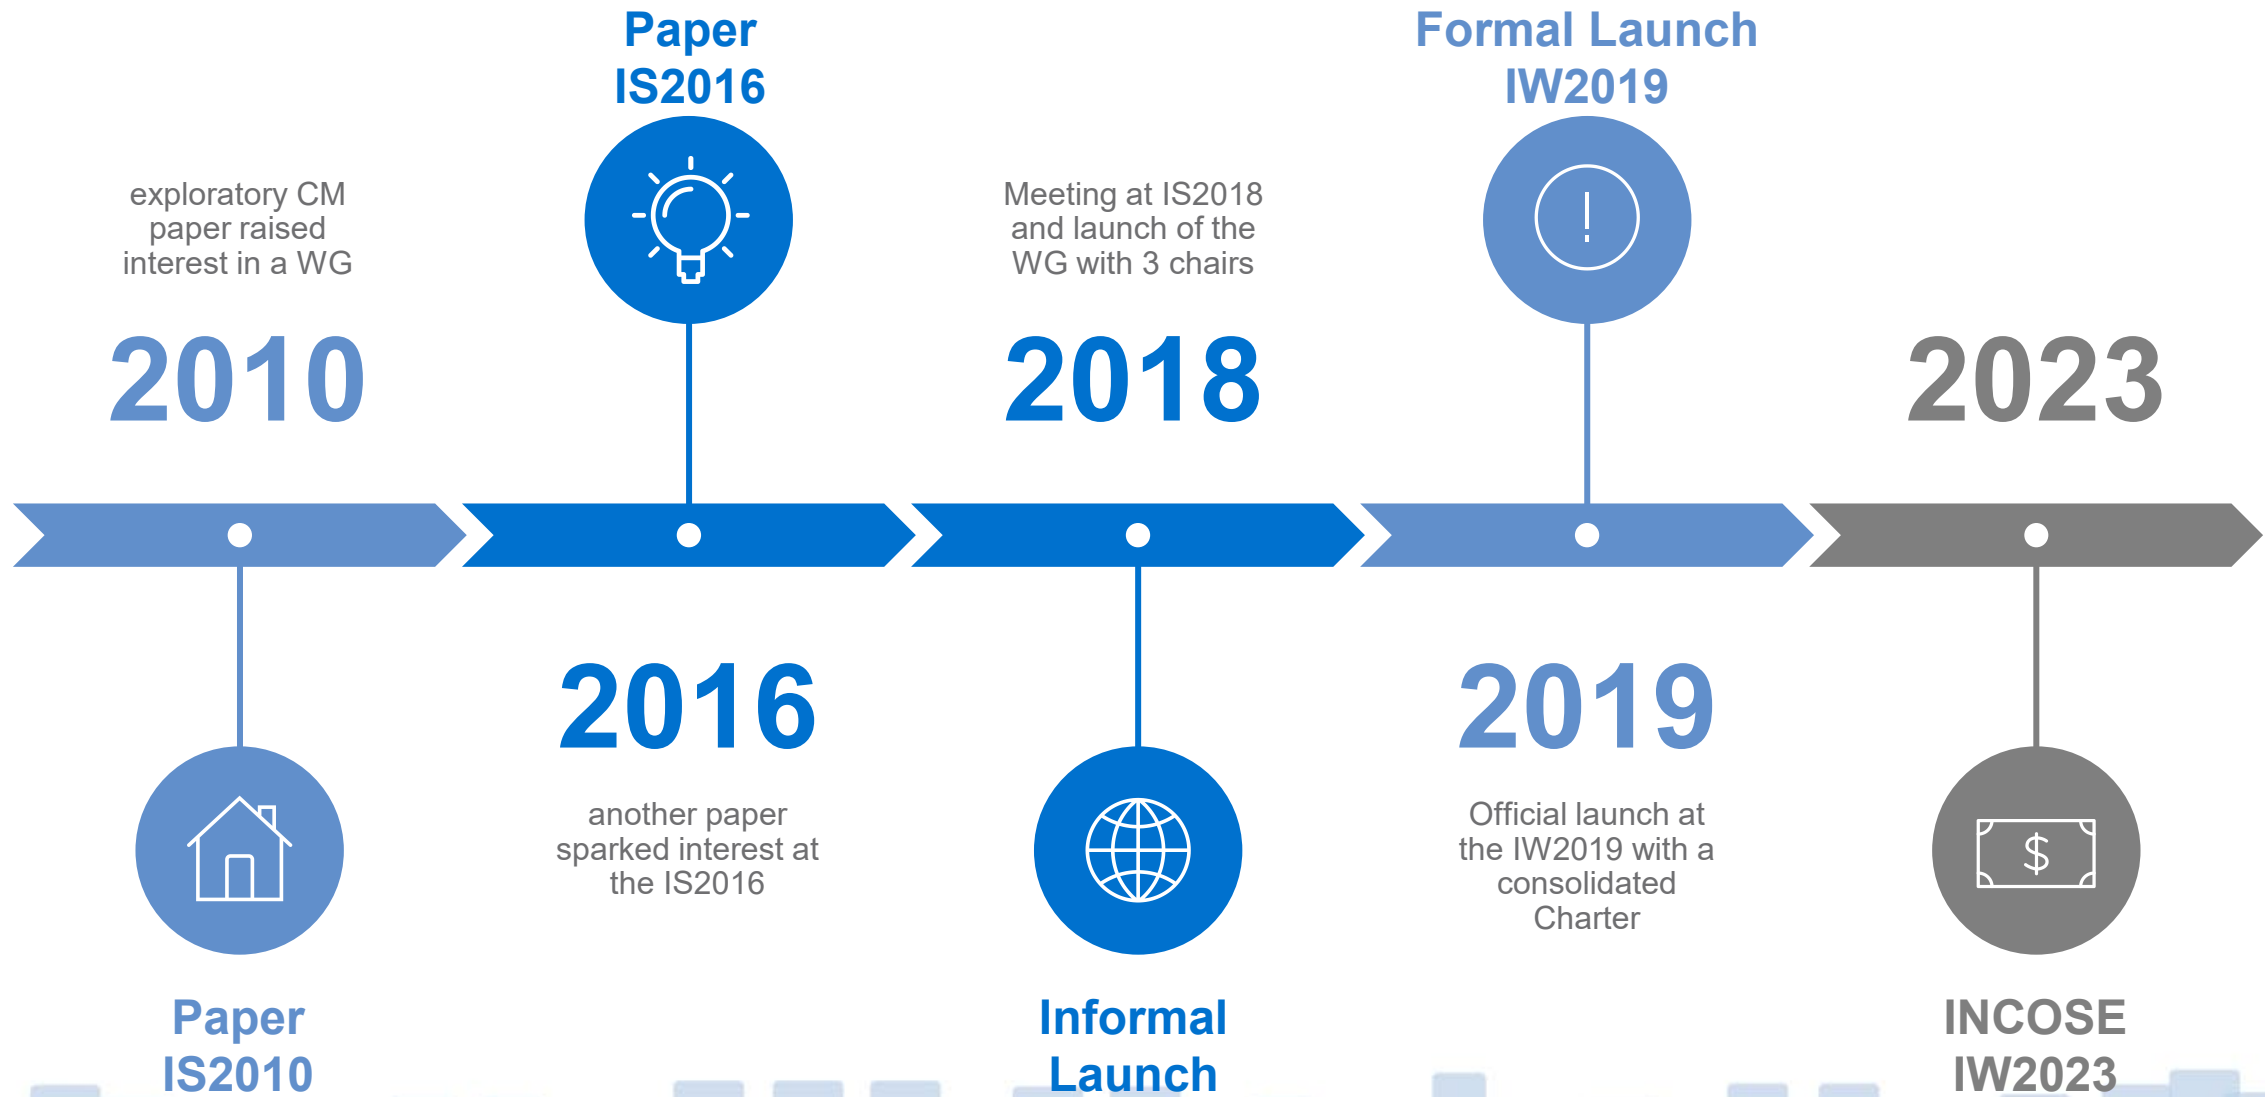 exploratory CM
paper raised
interest in a WG
2010
Paper
IS2010
Paper
IS2016
2016
another paper
sparked interest at
the IS2016
Meeting at IS2018
and launch of the
WG with 3 chairs
2018
Informal
Launch
Formal Launch
IW2019
!
2019
Official launch at
the IW2019 with a
consolidated
Charter
2023
$
INCOSE
IW2023